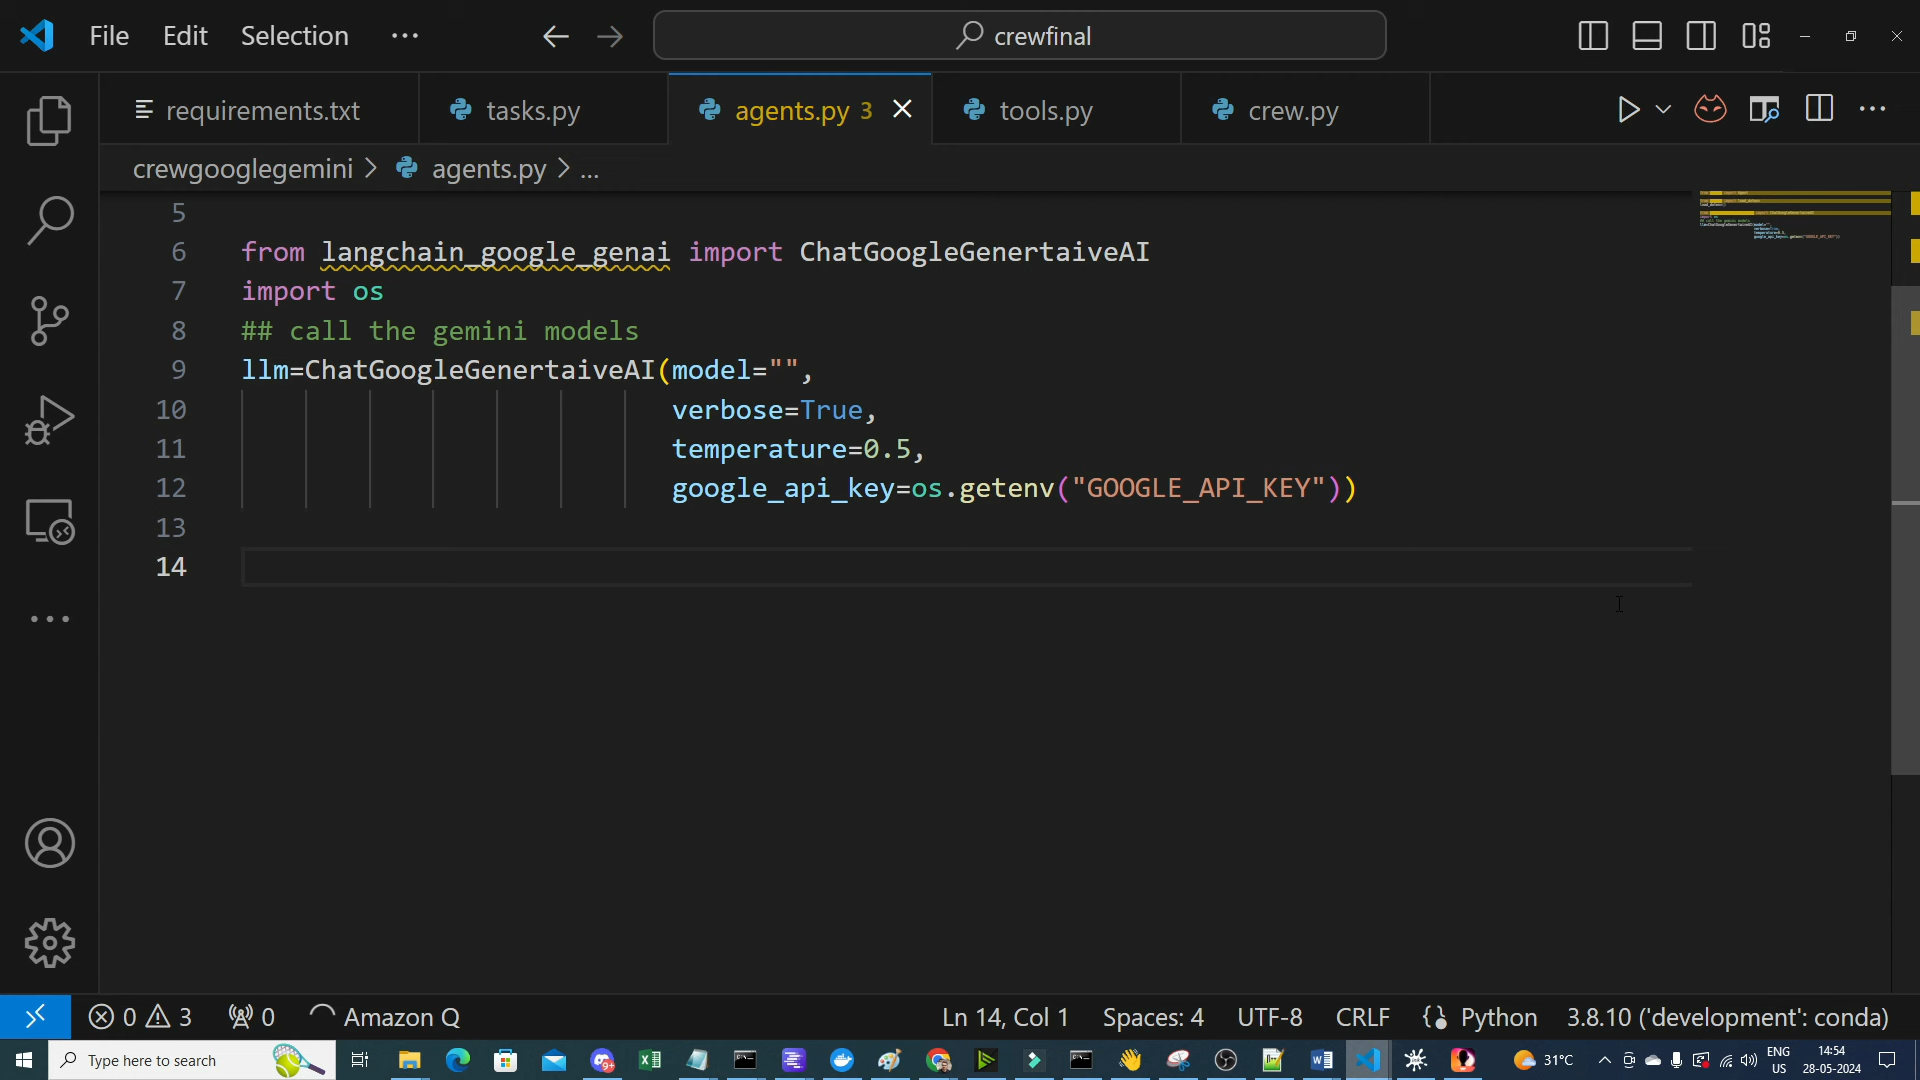 File Edit Selection ...
crewfinal
requirements.txt
tasks.py
agents.py 3
tools.py
crew.py
crewgooglegemini > agents.py > ...
5
6 from langchain_google_genai import ChatGoogleGenertaiveAI
7 import os
8 ## call the gemini models
9 llm=ChatGoogleGenertaiveAI(model="",
10 verbose=True,
11 temperature=0.5,
12 google_api_key=os.getenv("GOOGLE_API_KEY"))
13
14
0 3 0 Amazon Q Ln 14, Col 1 Spaces: 4 UTF-8 CRLF Python 3.8.10 ('development': conda)
Type here to search
31°C
ENG
US
14:54
28-05-2024